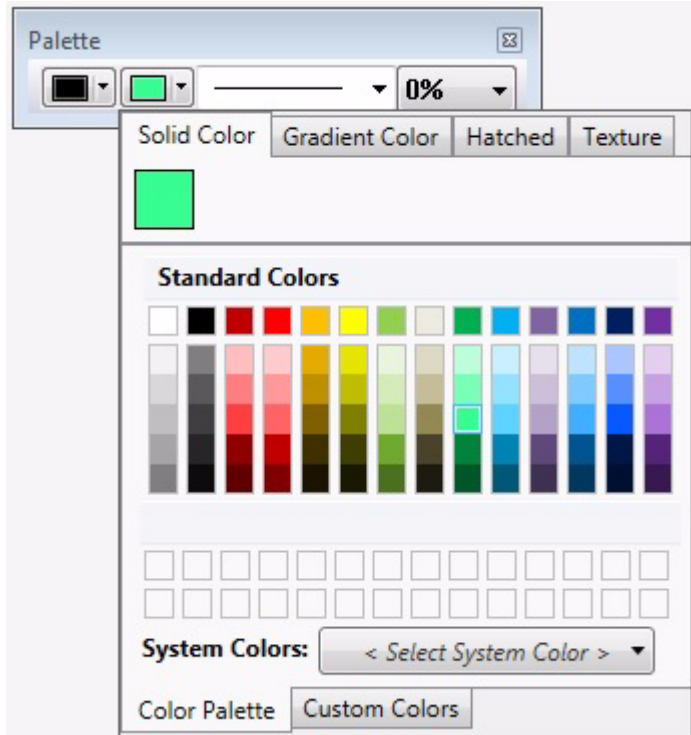 Palette
0%
Solid Color Gradient Color Hatched Texture
Standard Colors
System Colors: < Select System Color >
Color Palette Custom Colors